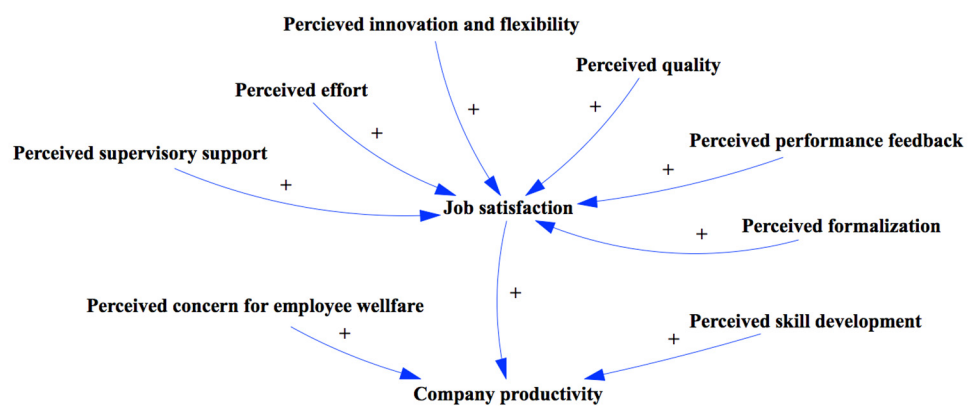 Percieved innovation and flexibility
Perceived quality
Perceived effort
+
+
+
Perceived performance feedback
Perceived supervisory support
+
+
Job satisfaction
Perceived formalization
+
+
Perceived concern for employee wellfare
Perceived skill development
+
+
Company productivity